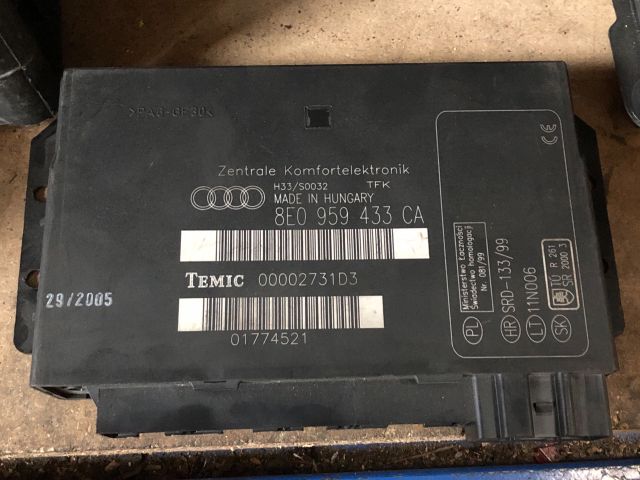 >PA6-GF30<
Zentrale Komfortelektronik
H33/S0032 TFK
MADE IN HUNGARY
8E0 959 433 CA
TEMIC 00002731D3
01774521
29/2005
CE
PL
Ministerstwo Łączności
Świadectwo homologacji
Nr. 081/99
HR SRD-133/99
LT 11N006
SK
TÚ R 261
SR 2000 3